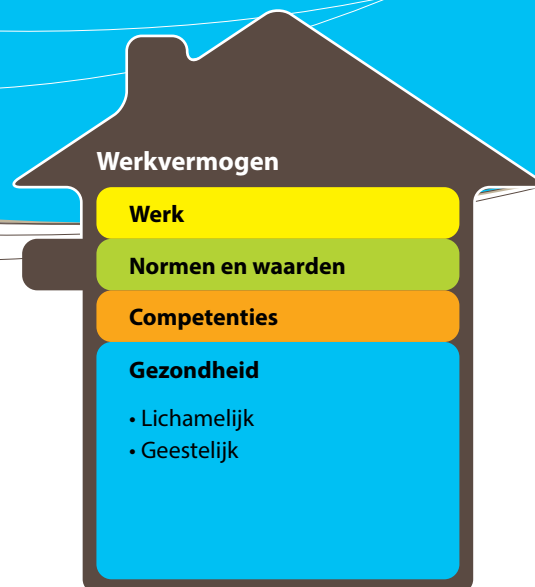 Werkvermogen
Werk
Normen en waarden
Competenties
Gezondheid
• Lichamelijk
• Geestelijk